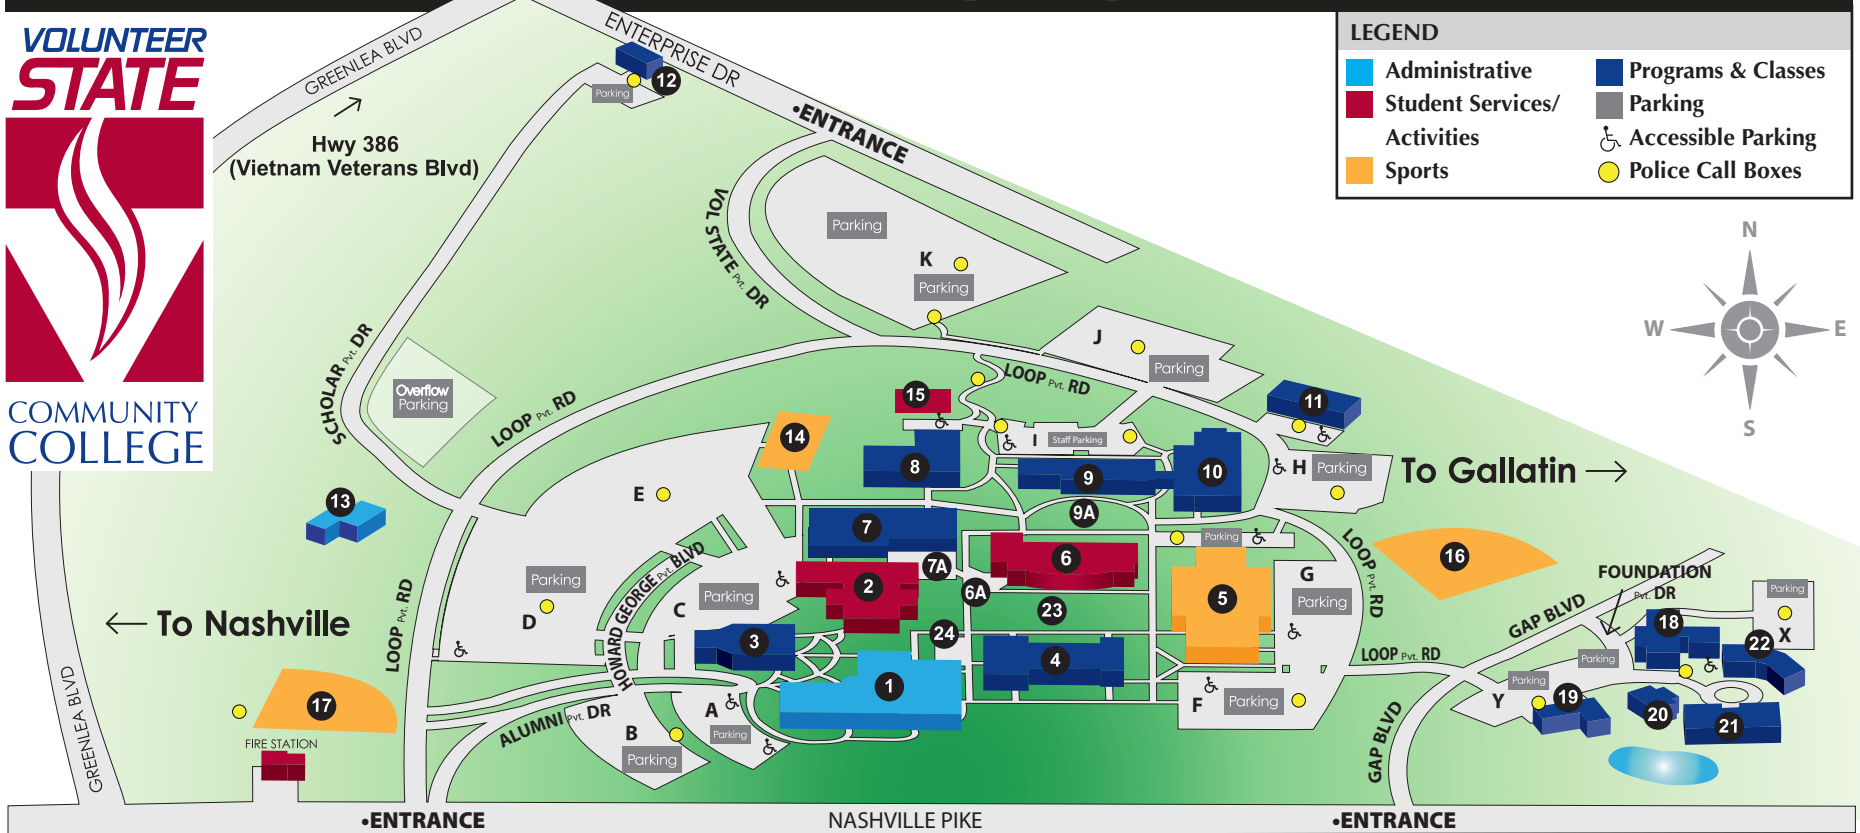 VOLUNTEER
STATE
COMMUNITY
COLLEGE
GREENLEA BLVD
Hwy 386
(Vietnam Veterans Blvd)
ENTERPRISE DR
12
Parking
•ENTRANCE
LEGEND
Administrative
Student Services/
Activities
Sports
Programs & Classes
Parking
Accessible Parking
Police Call Boxes
N
W
E
S
VOL STATE Pvt. DR
Parking
K
Parking
J
Parking
SCHOLAR Pvt. DR
Overflow
Parking
LOOP Pvt. RD
LOOP Pvt. RD
15
11
14
I
Staff Parking
8
9
10
H
Parking
To Gallatin
13
E
9A
7
Parking
LOOP Pvt. RD
16
6
7A
6A
2
5
23
G
Parking
HOWARD GEORGE Pvt. BLVD
Parking
C
Parking
D
FOUNDATION
Pvt. DR
GAP BLVD
Parking
X
18
22
To Nashville
LOOP Pvt. RD
3
24
4
LOOP Pvt. RD
Parking
Parking
Y
19
20
21
1
F
Parking
17
ALUMNI Pvt. DR
A
Parking
B
Parking
GAP BLVD
GREENLEA BLVD
FIRE STATION
•ENTRANCE
NASHVILLE PIKE
•ENTRANCE